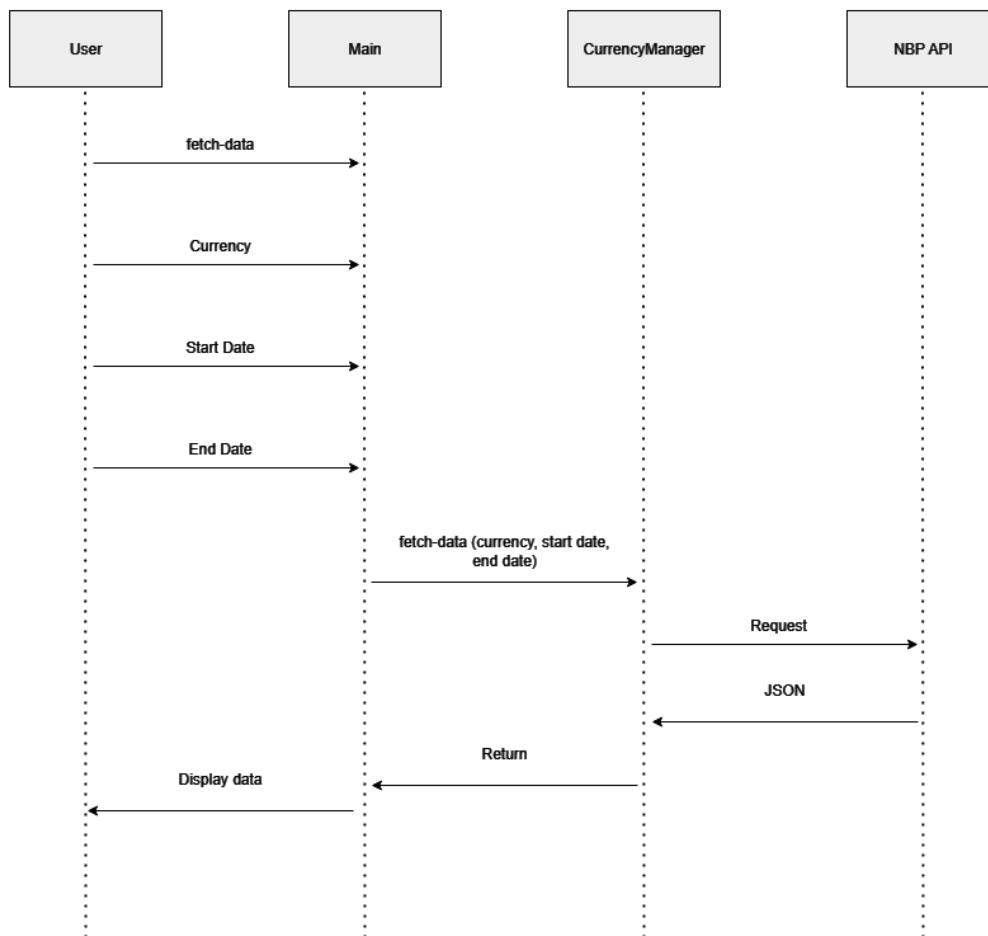 User
Main
CurrencyManager
NBP API
fetch-data
Currency
Start Date
End Date
fetch-data (currency, start date,
end date)
Request
JSON
Return
Display data